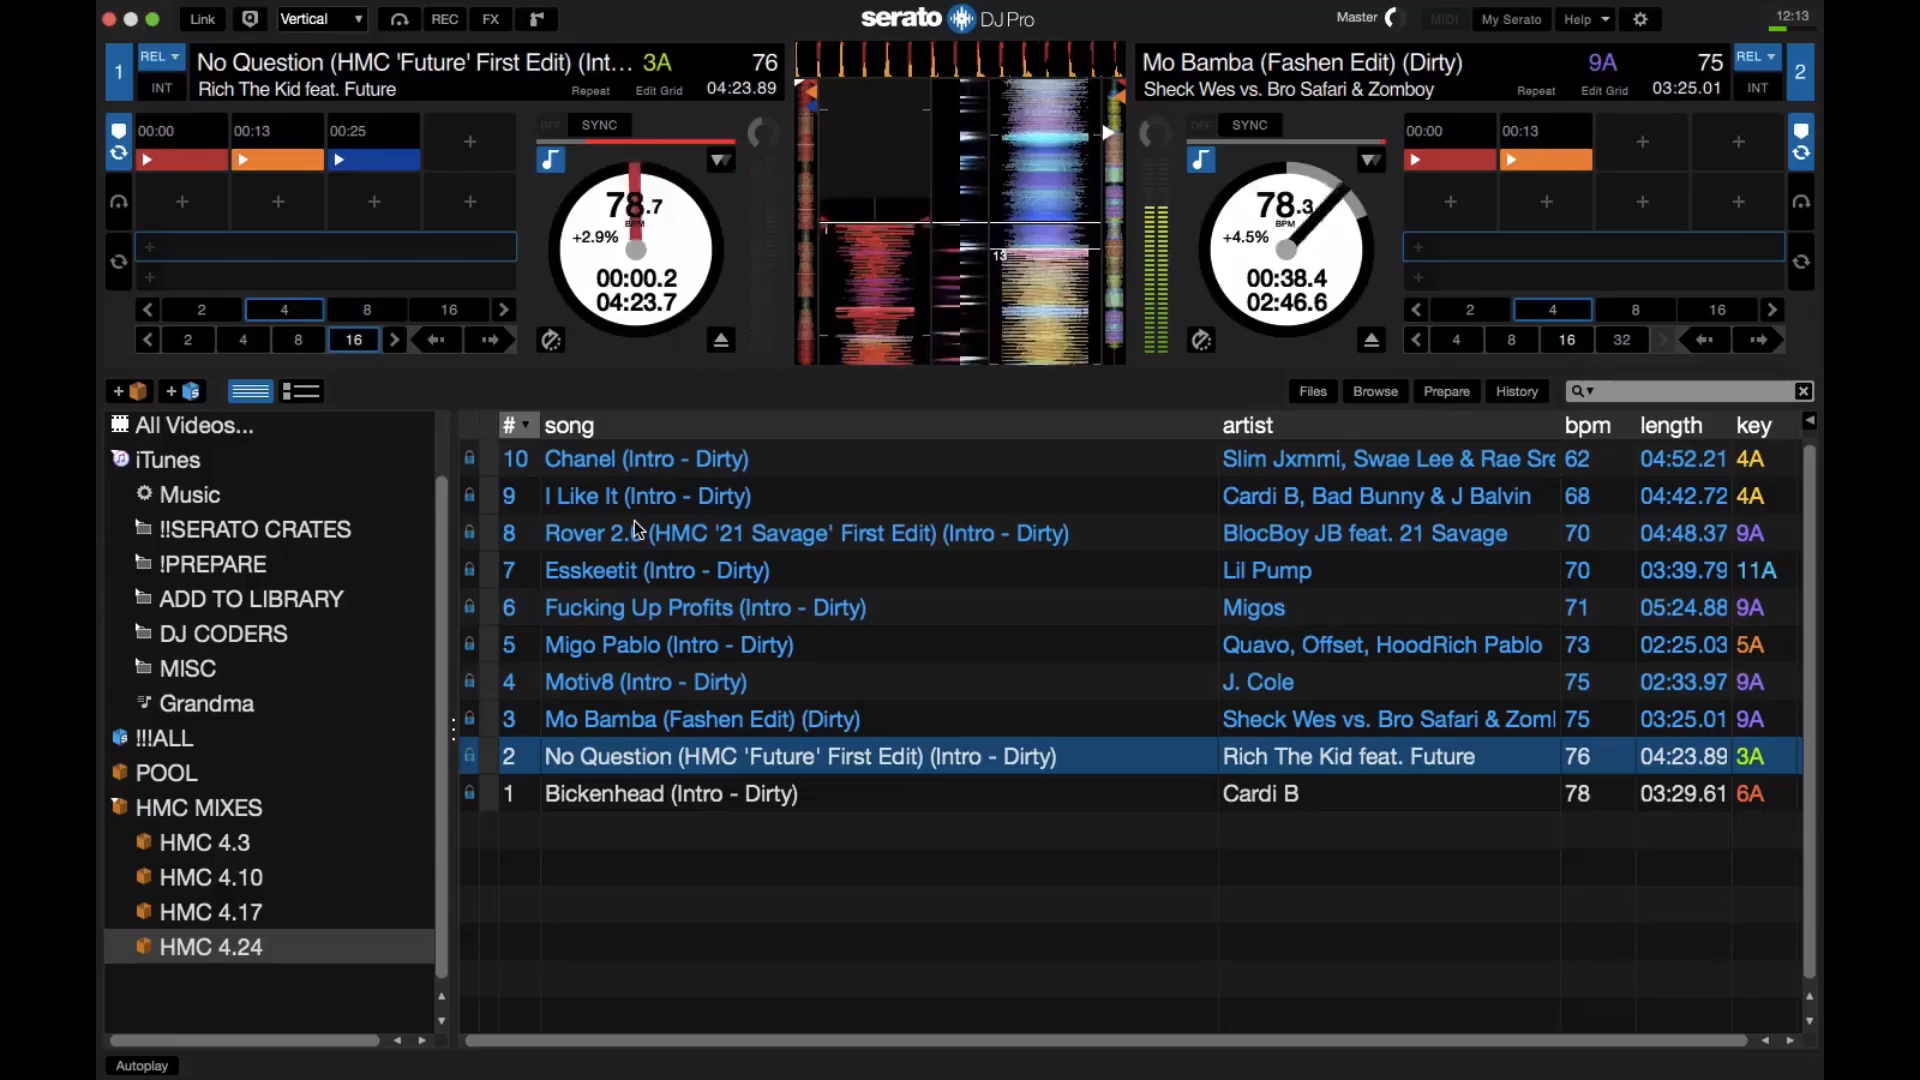 Link
Vertical
REC
FX
serato DJ Pro
Master
MIDI
My Serato
Help
12:13
1
REL
INT
No Question (HMC 'Future' First Edit) (Int... 3A 76
Rich The Kid feat. Future Repeat Edit Grid 04:23.89
Mo Bamba (Fashen Edit) (Dirty) 9A 75
Sheck Wes vs. Bro Safari & Zomboy Repeat Edit Grid 03:25.01
REL
INT
2
00:00 00:13 00:25
OFF SYNC
78.7
BPM
+2.9%
00:00.2
04:23.7
2 4 8 16
2 4 8 16
1
13
OFF SYNC
78.3
BPM
+4.5%
00:38.4
02:46.6
00:00 00:13
2 4 8 16
4 8 16 32
Files Browse Prepare History
All Videos...
iTunes
Music
!!SERATO CRATES
!PREPARE
ADD TO LIBRARY
DJ CODERS
MISC
Grandma
!!!ALL
POOL
HMC MIXES
HMC 4.3
HMC 4.10
HMC 4.17
HMC 4.24
# song artist bpm length key
10 Chanel (Intro - Dirty) Slim Jxmmi, Swae Lee & Rae Sre 62 04:52.21 4A
9 I Like It (Intro - Dirty) Cardi B, Bad Bunny & J Balvin 68 04:42.72 4A
8 Rover 2.0 (HMC '21 Savage' First Edit) (Intro - Dirty) BlocBoy JB feat. 21 Savage 70 04:48.37 9A
7 Esskeetit (Intro - Dirty) Lil Pump 70 03:39.79 11A
6 Fucking Up Profits (Intro - Dirty) Migos 71 05:24.88 9A
5 Migo Pablo (Intro - Dirty) Quavo, Offset, HoodRich Pablo 73 02:25.03 5A
4 Motiv8 (Intro - Dirty) J. Cole 75 02:33.97 9A
3 Mo Bamba (Fashen Edit) (Dirty) Sheck Wes vs. Bro Safari & Zoml 75 03:25.01 9A
2 No Question (HMC 'Future' First Edit) (Intro - Dirty) Rich The Kid feat. Future 76 04:23.89 3A
1 Bickenhead (Intro - Dirty) Cardi B 78 03:29.61 6A
Autoplay